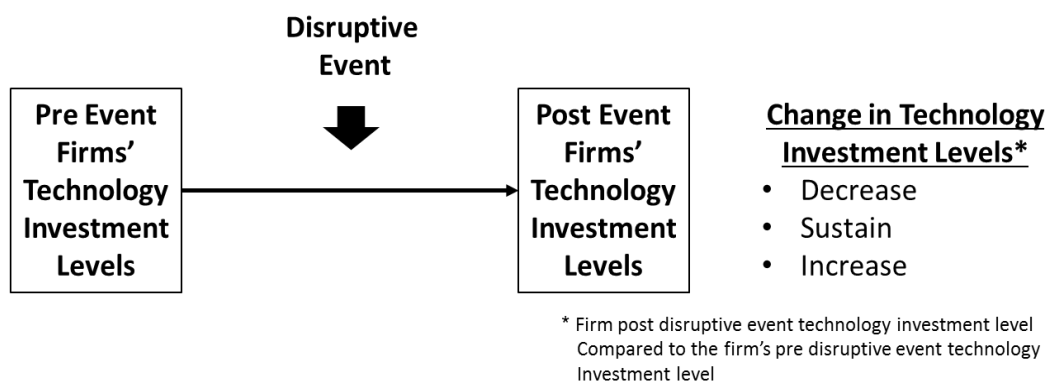 Disruptive
Event
Pre Event
Firms'
Technology
Investment
Levels
Post Event
Firms'
Technology
Investment
Levels
Change in Technology
Investment Levels*
• Decrease
• Sustain
• Increase
* Firm post disruptive event technology investment level
Compared to the firm's pre disruptive event technology
Investment level